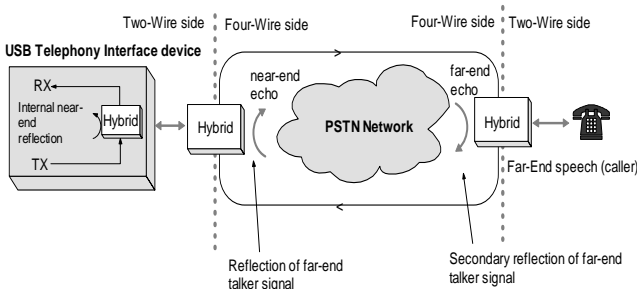 Two-Wire side
Four-Wire side
Four-Wire side
Two-Wire side
USB Telephony Interface device
RX
Internal near-
end
reflection
Hybrid
TX
Hybrid
near-end
echo
PSTN Network
far-end
echo
Hybrid
Far-End speech (caller)
Reflection of far-end
talker signal
Secondary reflection of far-end
talker signal